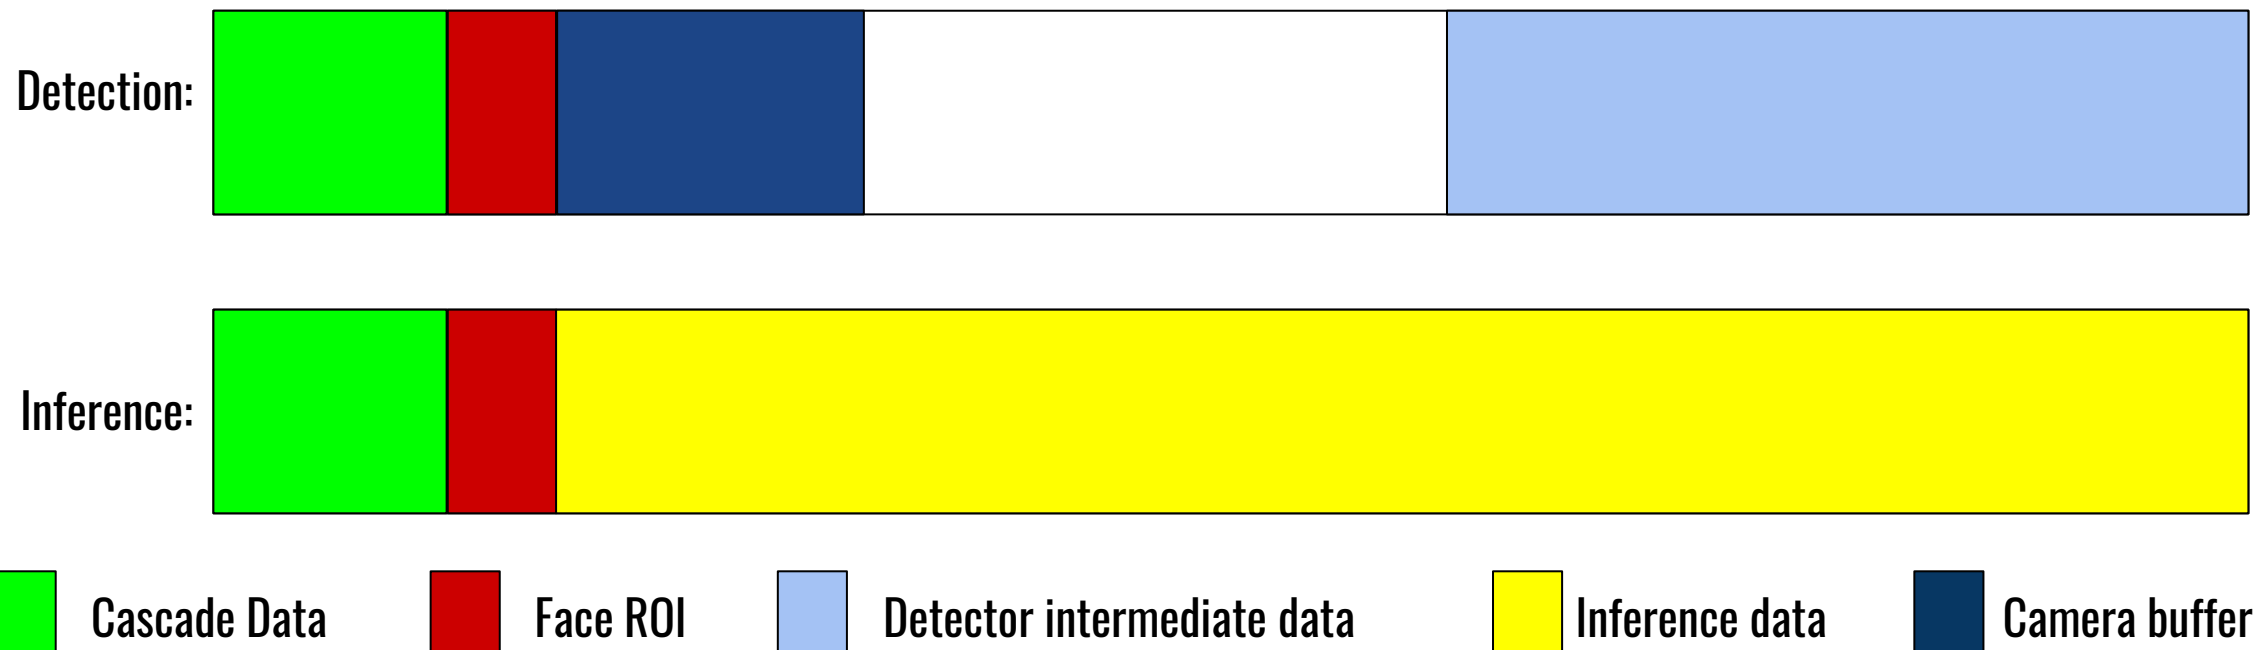 Detection:
Inference:
Cascade Data
Face ROI
Detector intermediate data
Inference data
Camera buffer